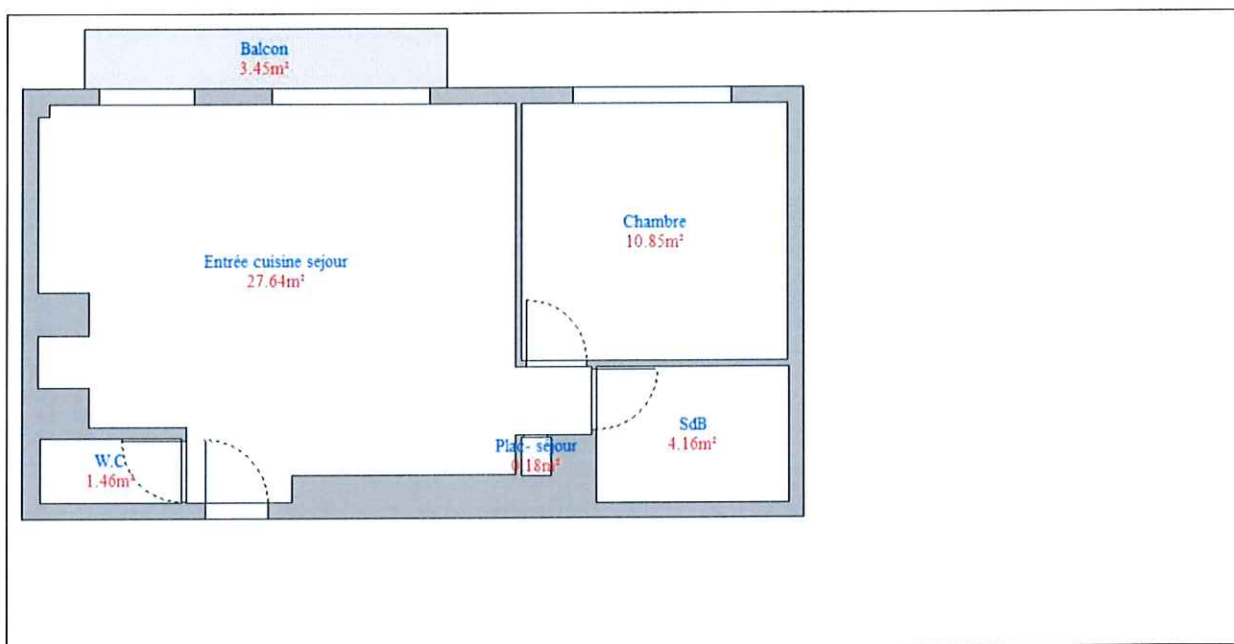 Balcon
3.45m²
Chambre
10.85m²
Entrée cuisine sejour
27.64m²
SdB
4.16m²
Plac- sejour
0.18m²
W.C
1.46m²